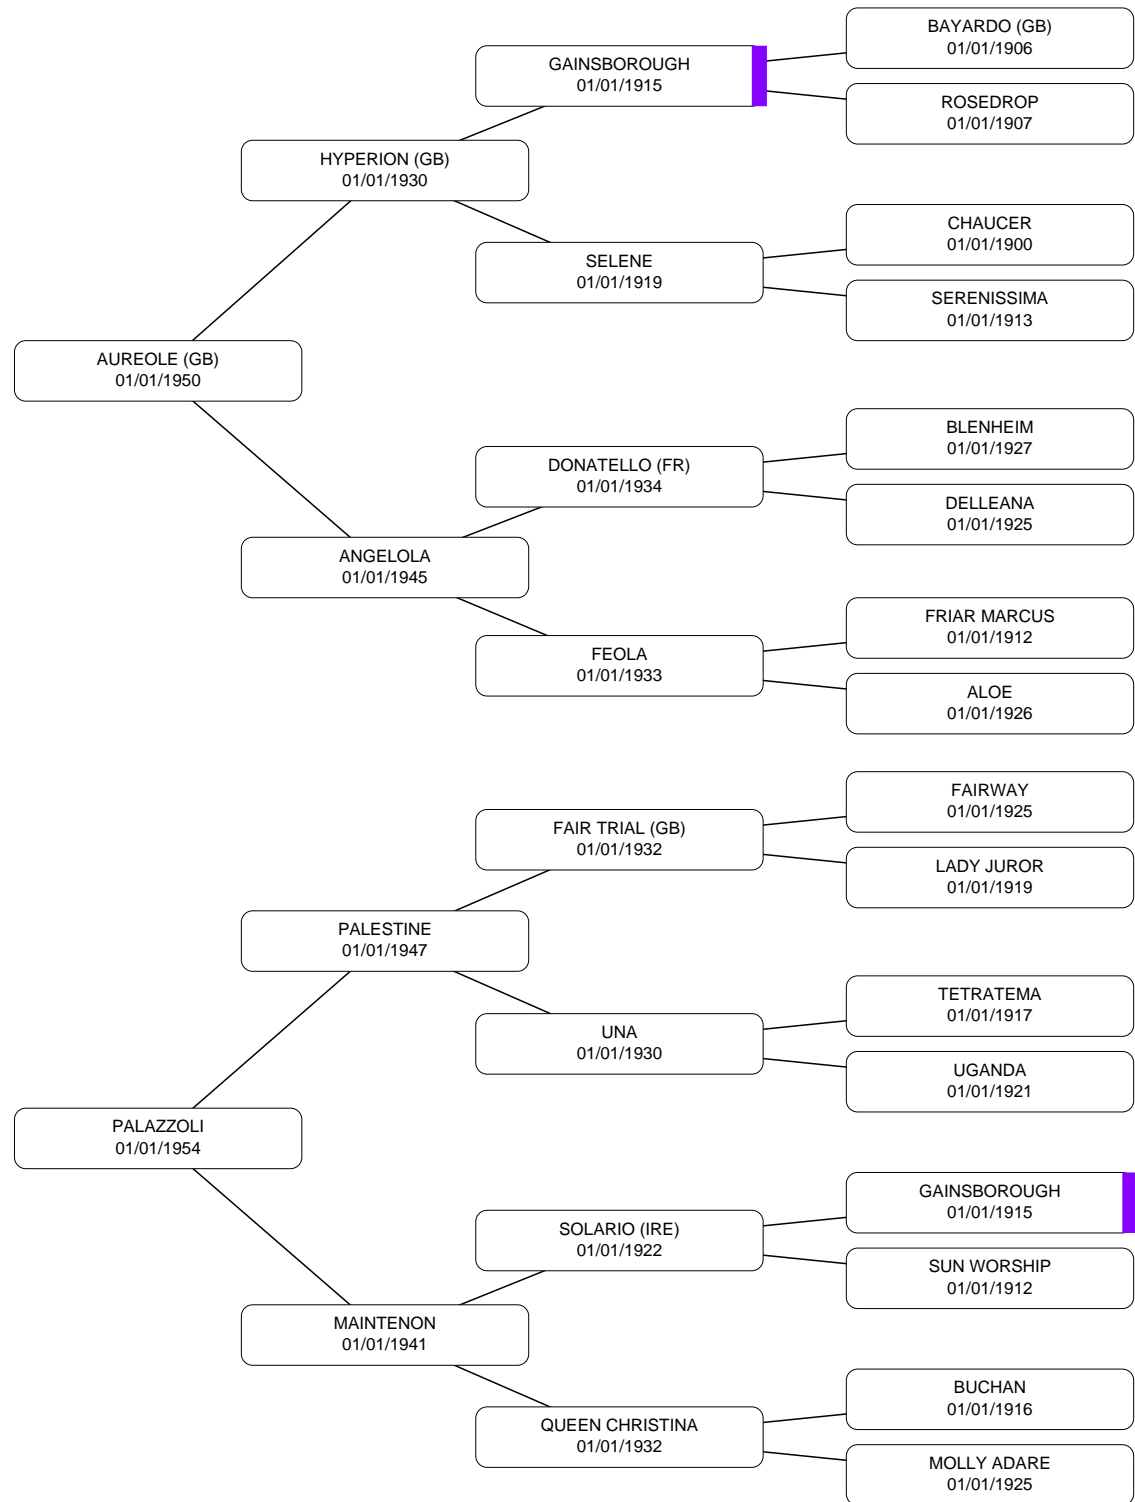 BAYARDO (GB)
01/01/1906
GAINSBOROUGH
01/01/1915
ROSEDROP
01/01/1907
HYPERION (GB)
01/01/1930
CHAUCER
01/01/1900
SELENE
01/01/1919
SERENISSIMA
01/01/1913
AUREOLE (GB)
01/01/1950
BLENHEIM
01/01/1927
DONATELLO (FR)
01/01/1934
DELLEANA
01/01/1925
ANGELOLA
01/01/1945
FRIAR MARCUS
01/01/1912
FEOLA
01/01/1933
ALOE
01/01/1926
FAIRWAY
01/01/1925
FAIR TRIAL (GB)
01/01/1932
LADY JUROR
01/01/1919
PALESTINE
01/01/1947
TETRATEMA
01/01/1917
UNA
01/01/1930
UGANDA
01/01/1921
PALAZZOLI
01/01/1954
GAINSBOROUGH
01/01/1915
SOLARIO (IRE)
01/01/1922
SUN WORSHIP
01/01/1912
MAINTENON
01/01/1941
BUCHAN
01/01/1916
QUEEN CHRISTINA
01/01/1932
MOLLY ADARE
01/01/1925